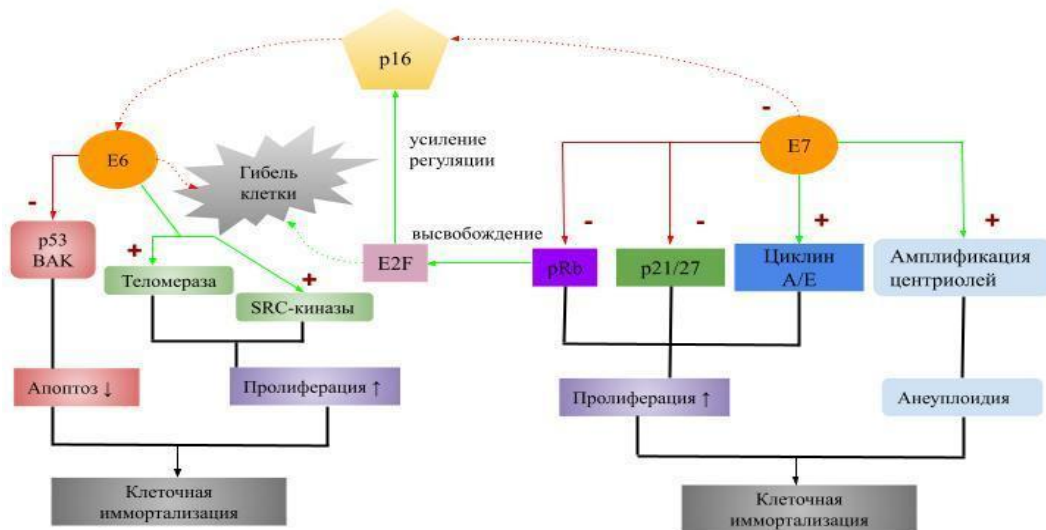 p16
E6
E7
-
усиление
регуляции
Гибель
клетки
-
p53
BAK
+
Теломераза
+
SRC-киназы
E2F
высвобождение
-
pRb
-
p21/27
+
Циклин
A/E
+
Амплификация
центриолей
Апоптоз ↓
Пролиферация ↑
Пролиферация ↑
Анеуплоидия
Клеточная
иммортализация
Клеточная
иммортализация